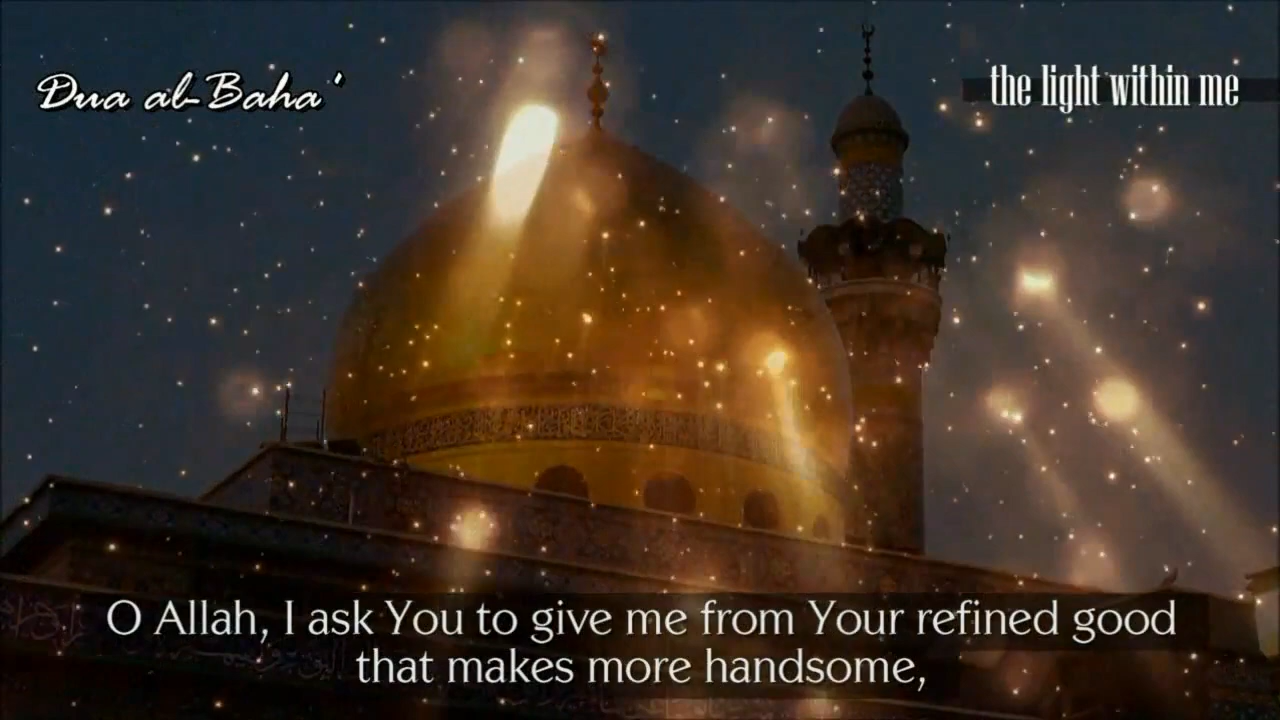 Dua al-Baha'
the light within me
O Allah, I ask You to give me from Your refined good
that makes more handsome,